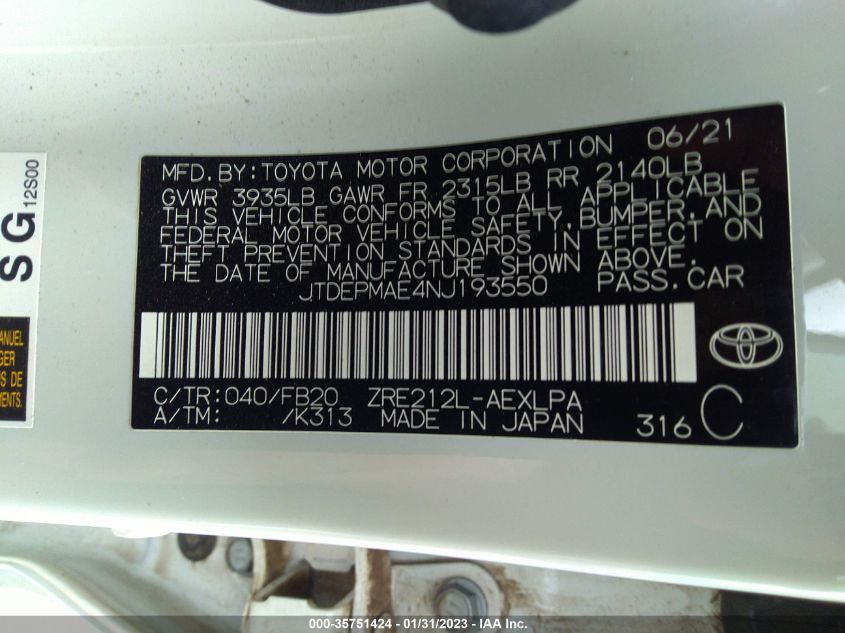 MFD. BY: TOYOTA MOTOR CORPORATION 06/21
GVWR 3935LB GAWR FR 2315LB RR 2140LB
THIS VEHICLE CONFORMS TO ALL APPLICABLE
FEDERAL MOTOR VEHICLE SAFETY, BUMPER, AND
THEFT PREVENTION STANDARDS IN EFFECT ON
THE DATE OF MANUFACTURE SHOWN ABOVE.
JTDEPMAE4NJ193550 PASS. CAR
C/TR: 040/FB20 ZRE212L-AEXLPA
A/TM: /K313 MADE IN JAPAN 316 C
SG 12S00
ANUEL
GER
S DE
MENTS.
000-35751424 - 01/31/2023 - IAA Inc.